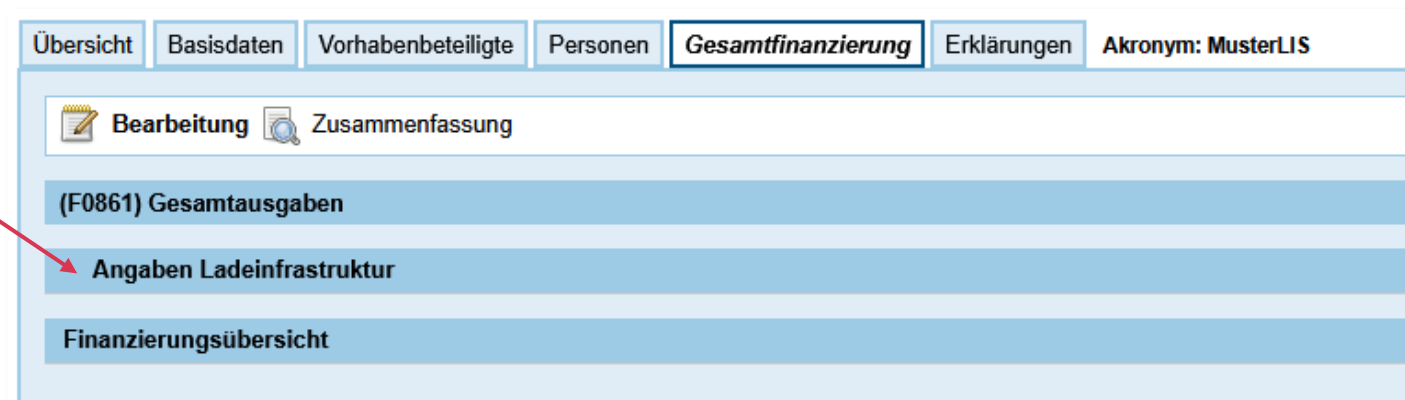 Übersicht Basisdaten Vorhabenbeteiligte Personen Gesamtfinanzierung Erklärungen Akronym: MusterLIS
Bearbeitung Zusammenfassung
(F0861) Gesamtausgaben
Angaben Ladeinfrastruktur
Finanzierungsübersicht